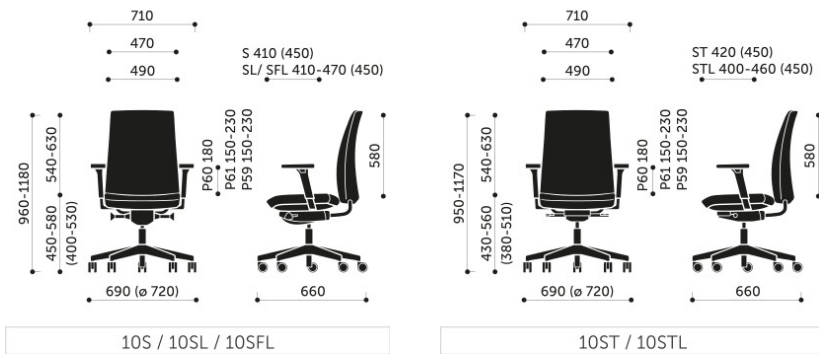 710
470
490
S 410 (450)
SL/ SFL 410-470 (450)
960-1180
540-630
450-580
(400-530)
P60 180
P61 150-230
P59 150-230
580
690 (ø 720)
660
10S / 10SL / 10SFL
710
470
490
ST 420 (450)
STL 400-460 (450)
950-1170
540-630
430-560
(380-510)
P60 180
P61 150-230
P59 150-230
580
690 (ø 720)
660
10ST / 10STL